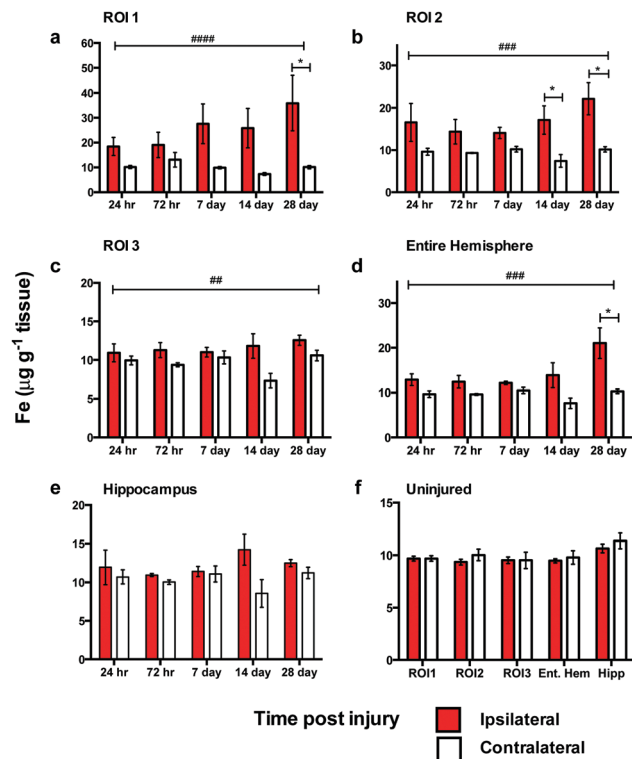 ROI 1
ROI 2
a
b
####
###
*
*
*
60
50
40
30
20
10
0
30
20
10
0
24 hr 72 hr 7 day 14 day 28 day
24 hr 72 hr 7 day 14 day 28 day
ROI 3
Entire Hemisphere
c
d
##
###
*
20
15
10
5
0
30
20
10
0
24 hr 72 hr 7 day 14 day 28 day
24 hr 72 hr 7 day 14 day 28 day
Fe (µg g-1 tissue)
e Hippocampus
f Uninjured
20
15
10
5
0
15
10
5
0
24 hr 72 hr 7 day 14 day 28 day
ROI1 ROI2 ROI3 Ent. Hem Hipp
Time post injury
Ipsilateral
Contralateral